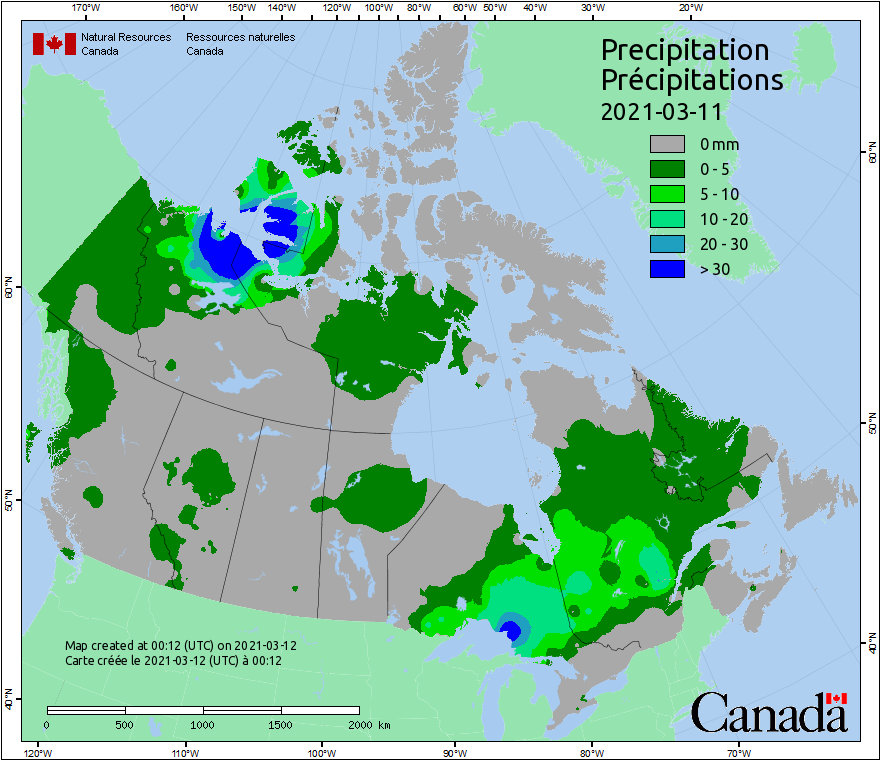 170°W 160°W 150°W 140°W 120°W 110°W 100°W 90°W 80°W 70°W 60°W 50°W 40°W 30°W 20°W
Natural Resources Ressources naturelles
Canada Canada
Precipitation
Précipitations
2021-03-11
0 mm
0 - 5
5 - 10
10 - 20
20 - 30
> 30
60°N
60°N
50°N
50°N
40°N
40°N
Map created at 00:12 (UTC) on 2021-03-12
Carte créée le 2021-03-12 (UTC) à 00:12
0 500 1000 1500 2000 km
Canada
120°W 110°W 100°W 90°W 80°W 70°W